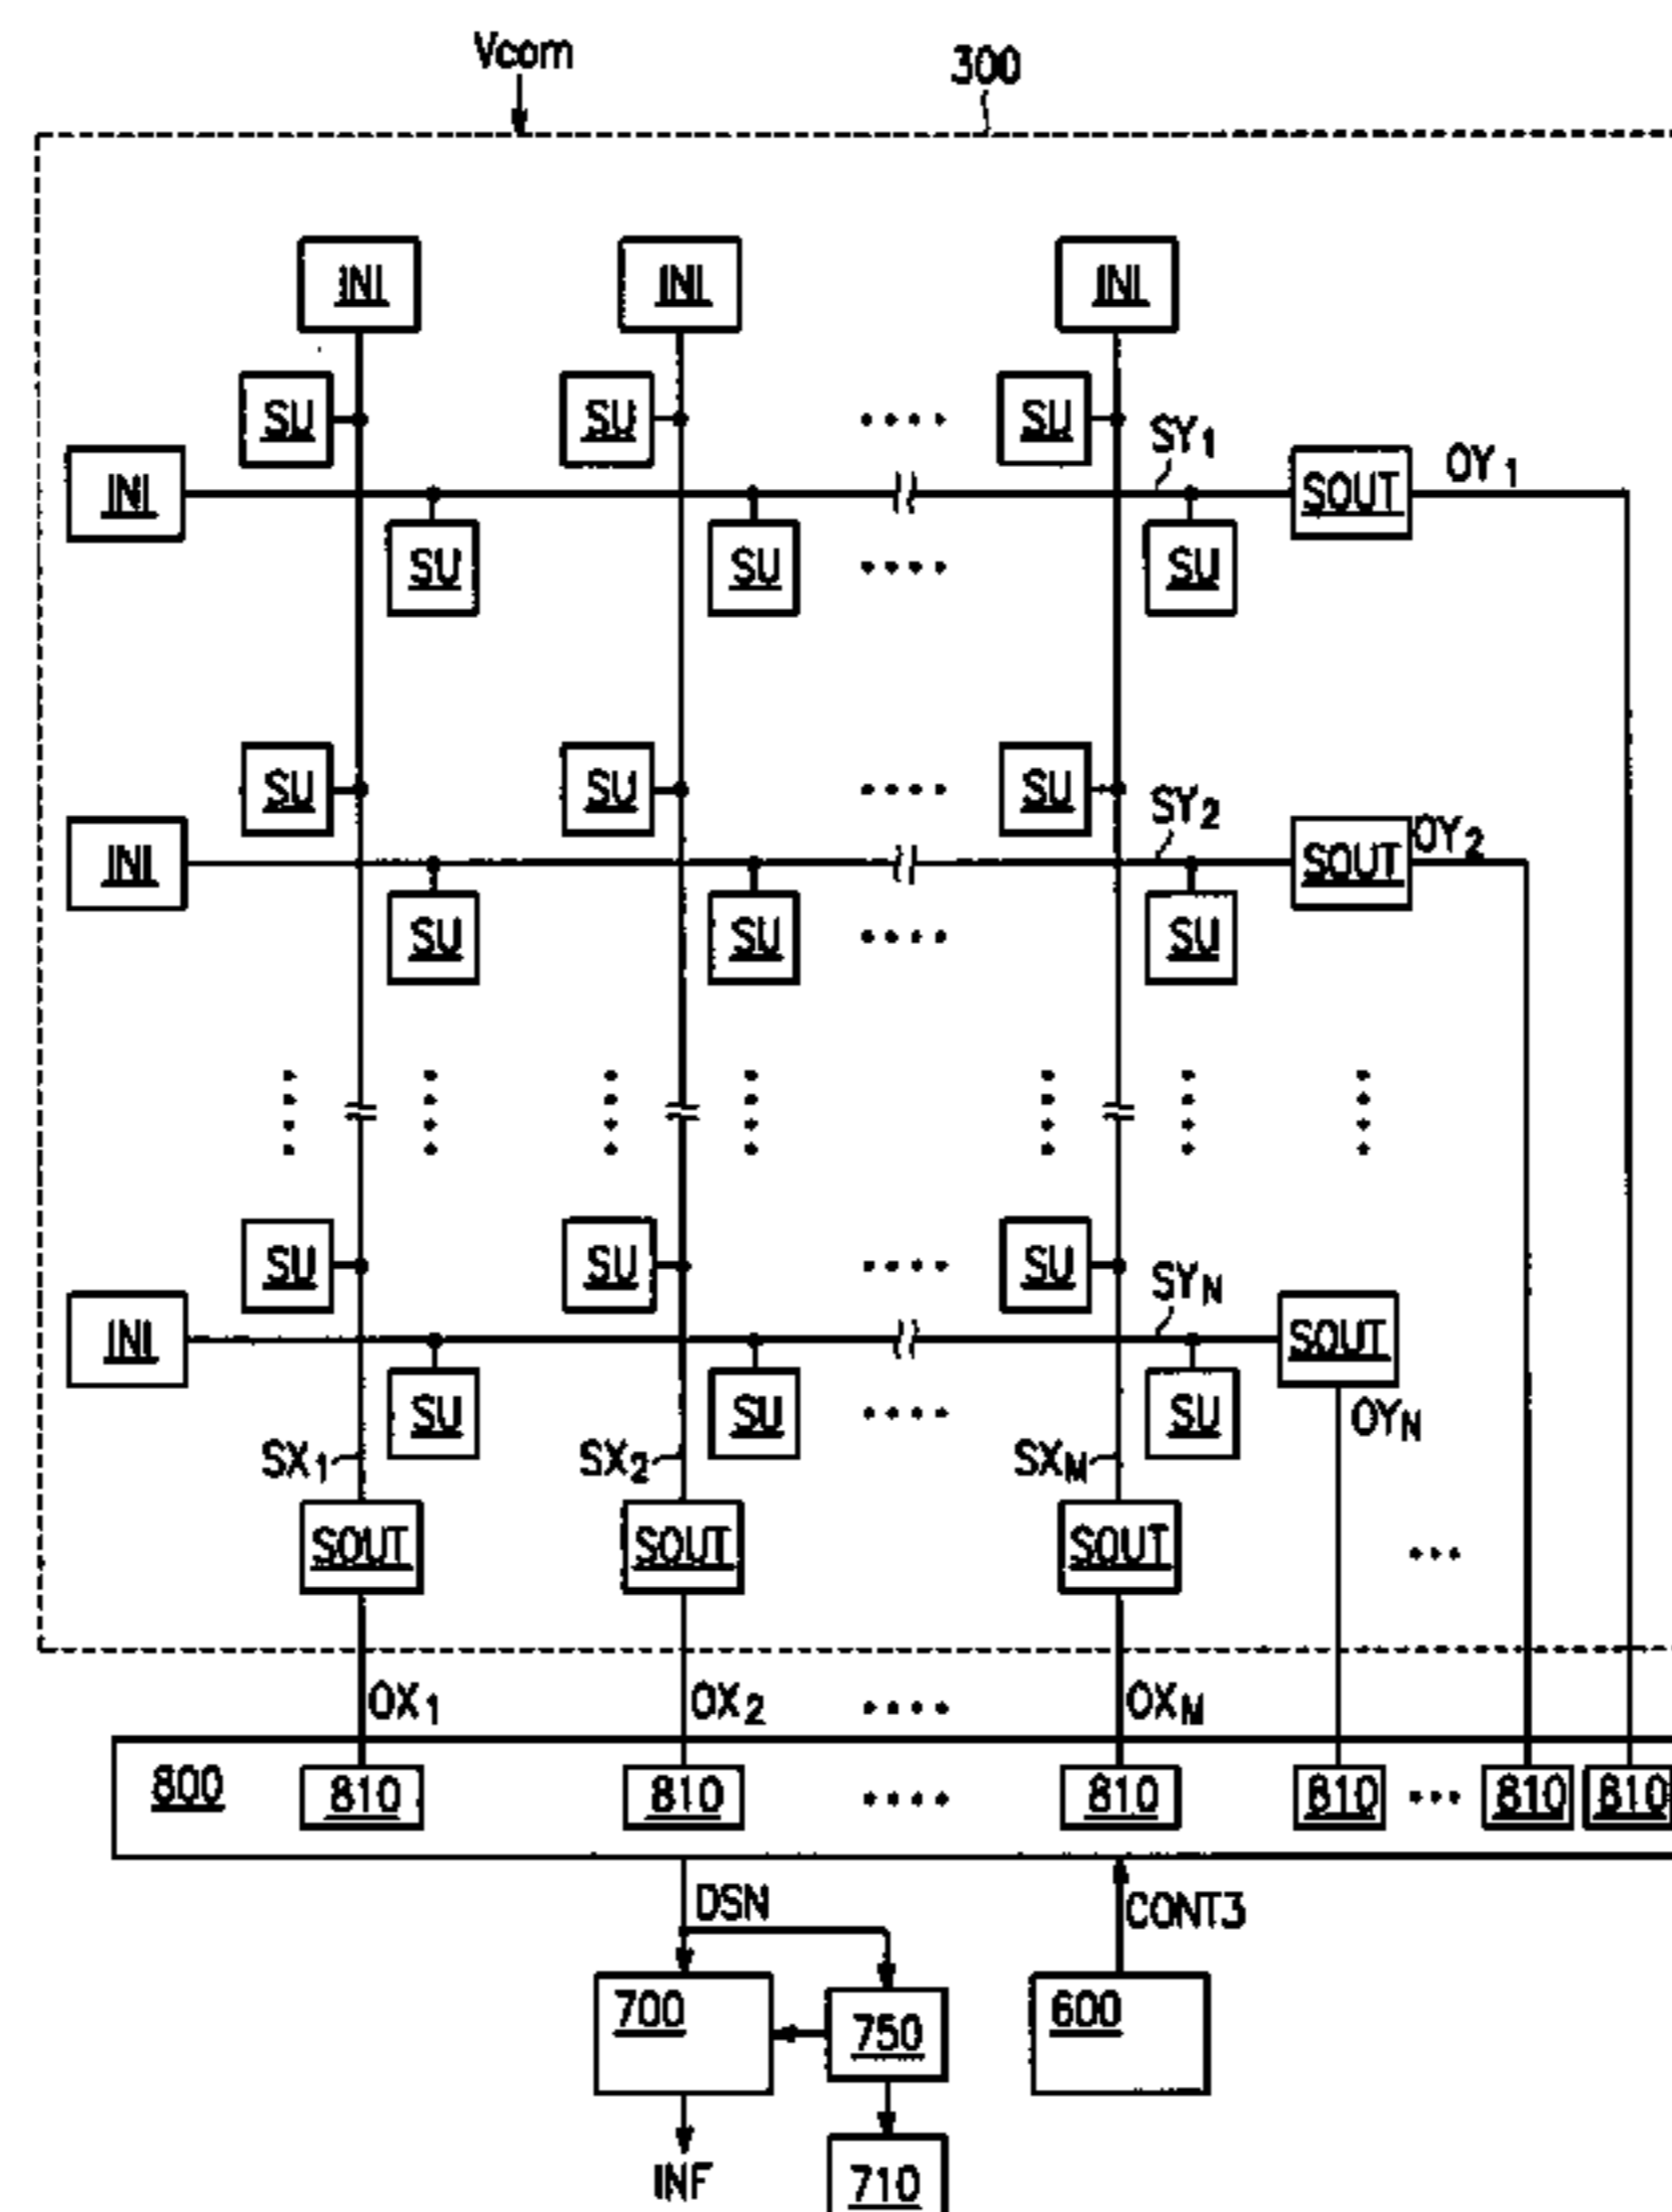 Vcom 300
INI INI INI
SU SU SU
SY1 OY1
INI SOUT
SU SU SU
SU SU SU
SY2 OY2
INI SOUT
SU SU SU
SU SU SU
SYN
INI SOUT
SU SU SU OYN
SX1 SX2 SXM
SOUT SOUT SOUT
OX1 OX2 OXM
800 810 810 810 810 810 810
DSN CONT3
700 750 600
INF 710